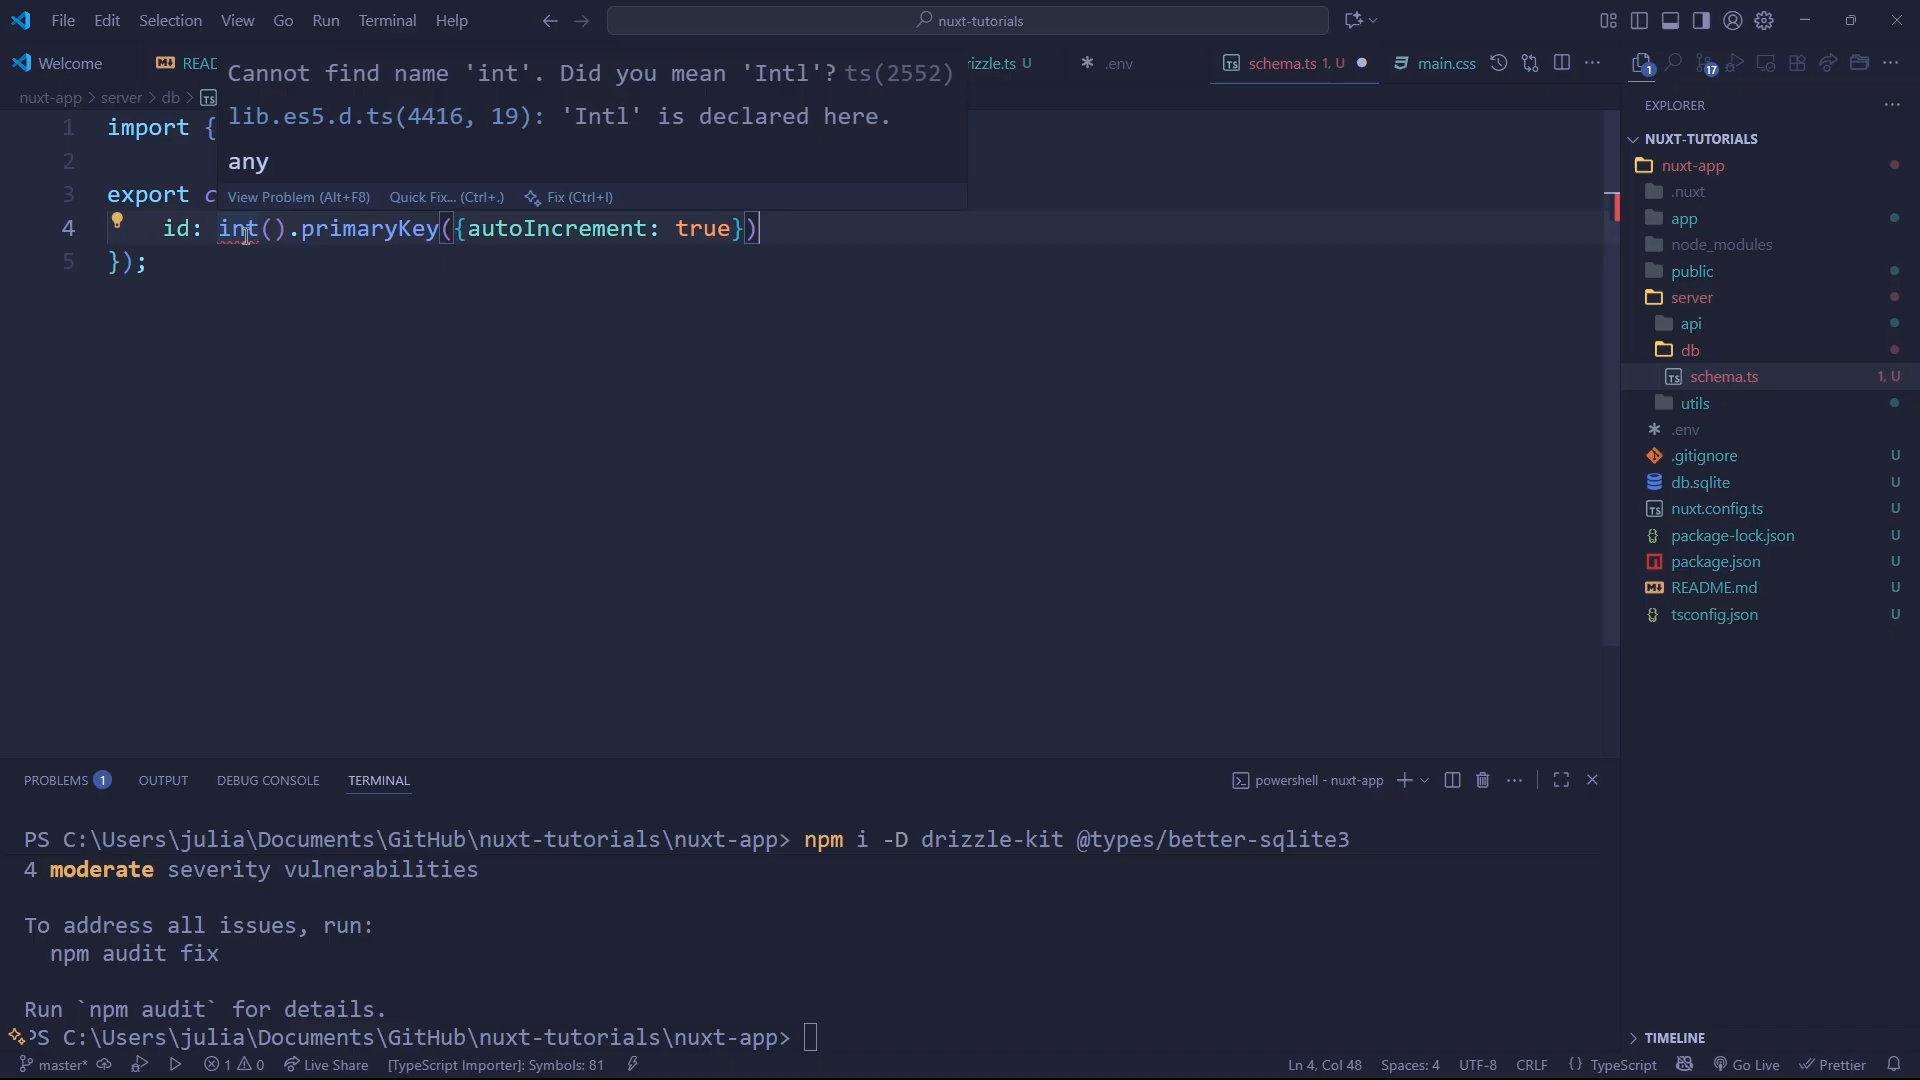 File Edit Selection View Go Run Terminal Help
nuxt-tutorials
Welcome
READ
rizzle.ts U
.env
schema.ts 1, U
main.css
nuxt-app > server > db >
Cannot find name 'int'. Did you mean 'Intl'? ts(2552)
lib.es5.d.ts(4416, 19): 'Intl' is declared here.
any
View Problem (Alt+F8) Quick Fix... (Ctrl+.) Fix (Ctrl+I)
1 import {
2
3 export c
4 id: int().primaryKey({autoIncrement: true})
5 });
1
17
EXPLORER
NUXT-TUTORIALS
nuxt-app
.nuxt
app
node_modules
public
server
api
db
schema.ts 1, U
utils
.env
.gitignore U
db.sqlite U
nuxt.config.ts U
package-lock.json U
package.json U
README.md U
tsconfig.json U
TIMELINE
PROBLEMS 1 OUTPUT DEBUG CONSOLE TERMINAL
powershell - nuxt-app
PS C:\Users\julia\Documents\GitHub\nuxt-tutorials\nuxt-app> npm i -D drizzle-kit @types/better-sqlite3
4 moderate severity vulnerabilities
To address all issues, run:
npm audit fix
Run `npm audit` for details.
PS C:\Users\julia\Documents\GitHub\nuxt-tutorials\nuxt-app>
master* 1 0 Live Share [TypeScript Importer]: Symbols: 81
Ln 4, Col 48 Spaces: 4 UTF-8 CRLF {} TypeScript Go Live Prettier